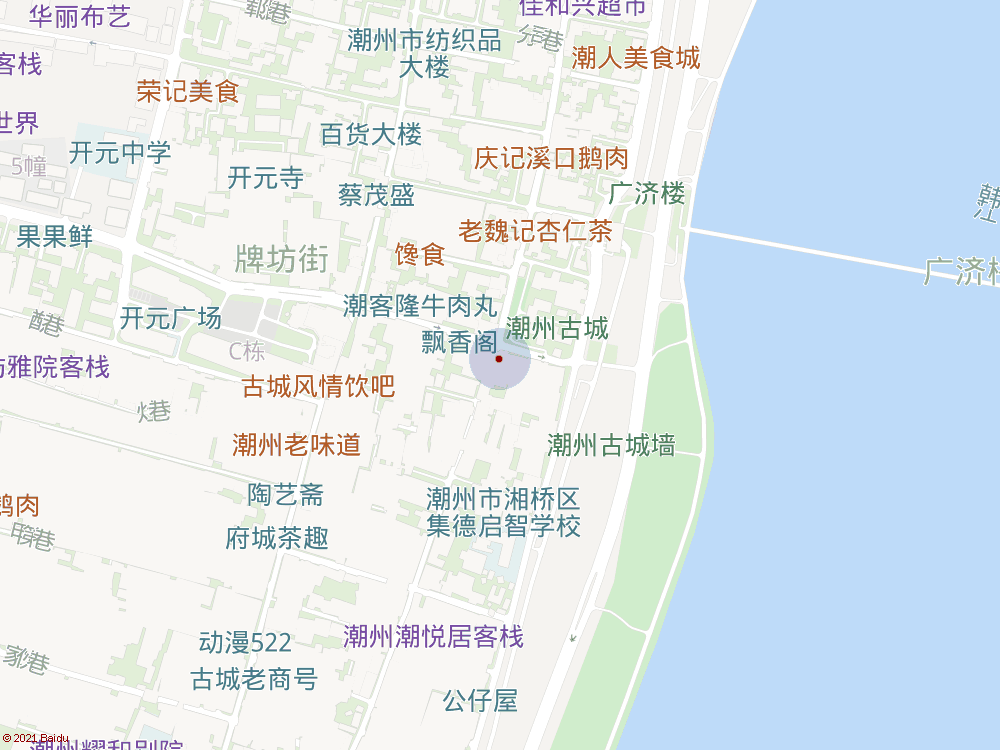 佳和兴超市
华丽布艺
潮州市纺织品
大楼
潮人美食城
客栈
荣记美食
世界
百货大楼
开元中学
5幢
庆记溪口鹅肉
开元寺
蔡茂盛
广济楼
韩
江
老魏记杏仁茶
果果鲜
牌坊街
馋食
广济桥
潮客隆牛肉丸
开元广场
潮州古城
飘香阁
C栋
雅院客栈
古城风情饮吧
潮州老味道
潮州古城墙
陶艺斋
潮州市湘桥区
集德启智学校
鹅肉
府城茶趣
动漫522
潮州潮悦居客栈
古城老商号
公仔屋
© 2021 Baidu